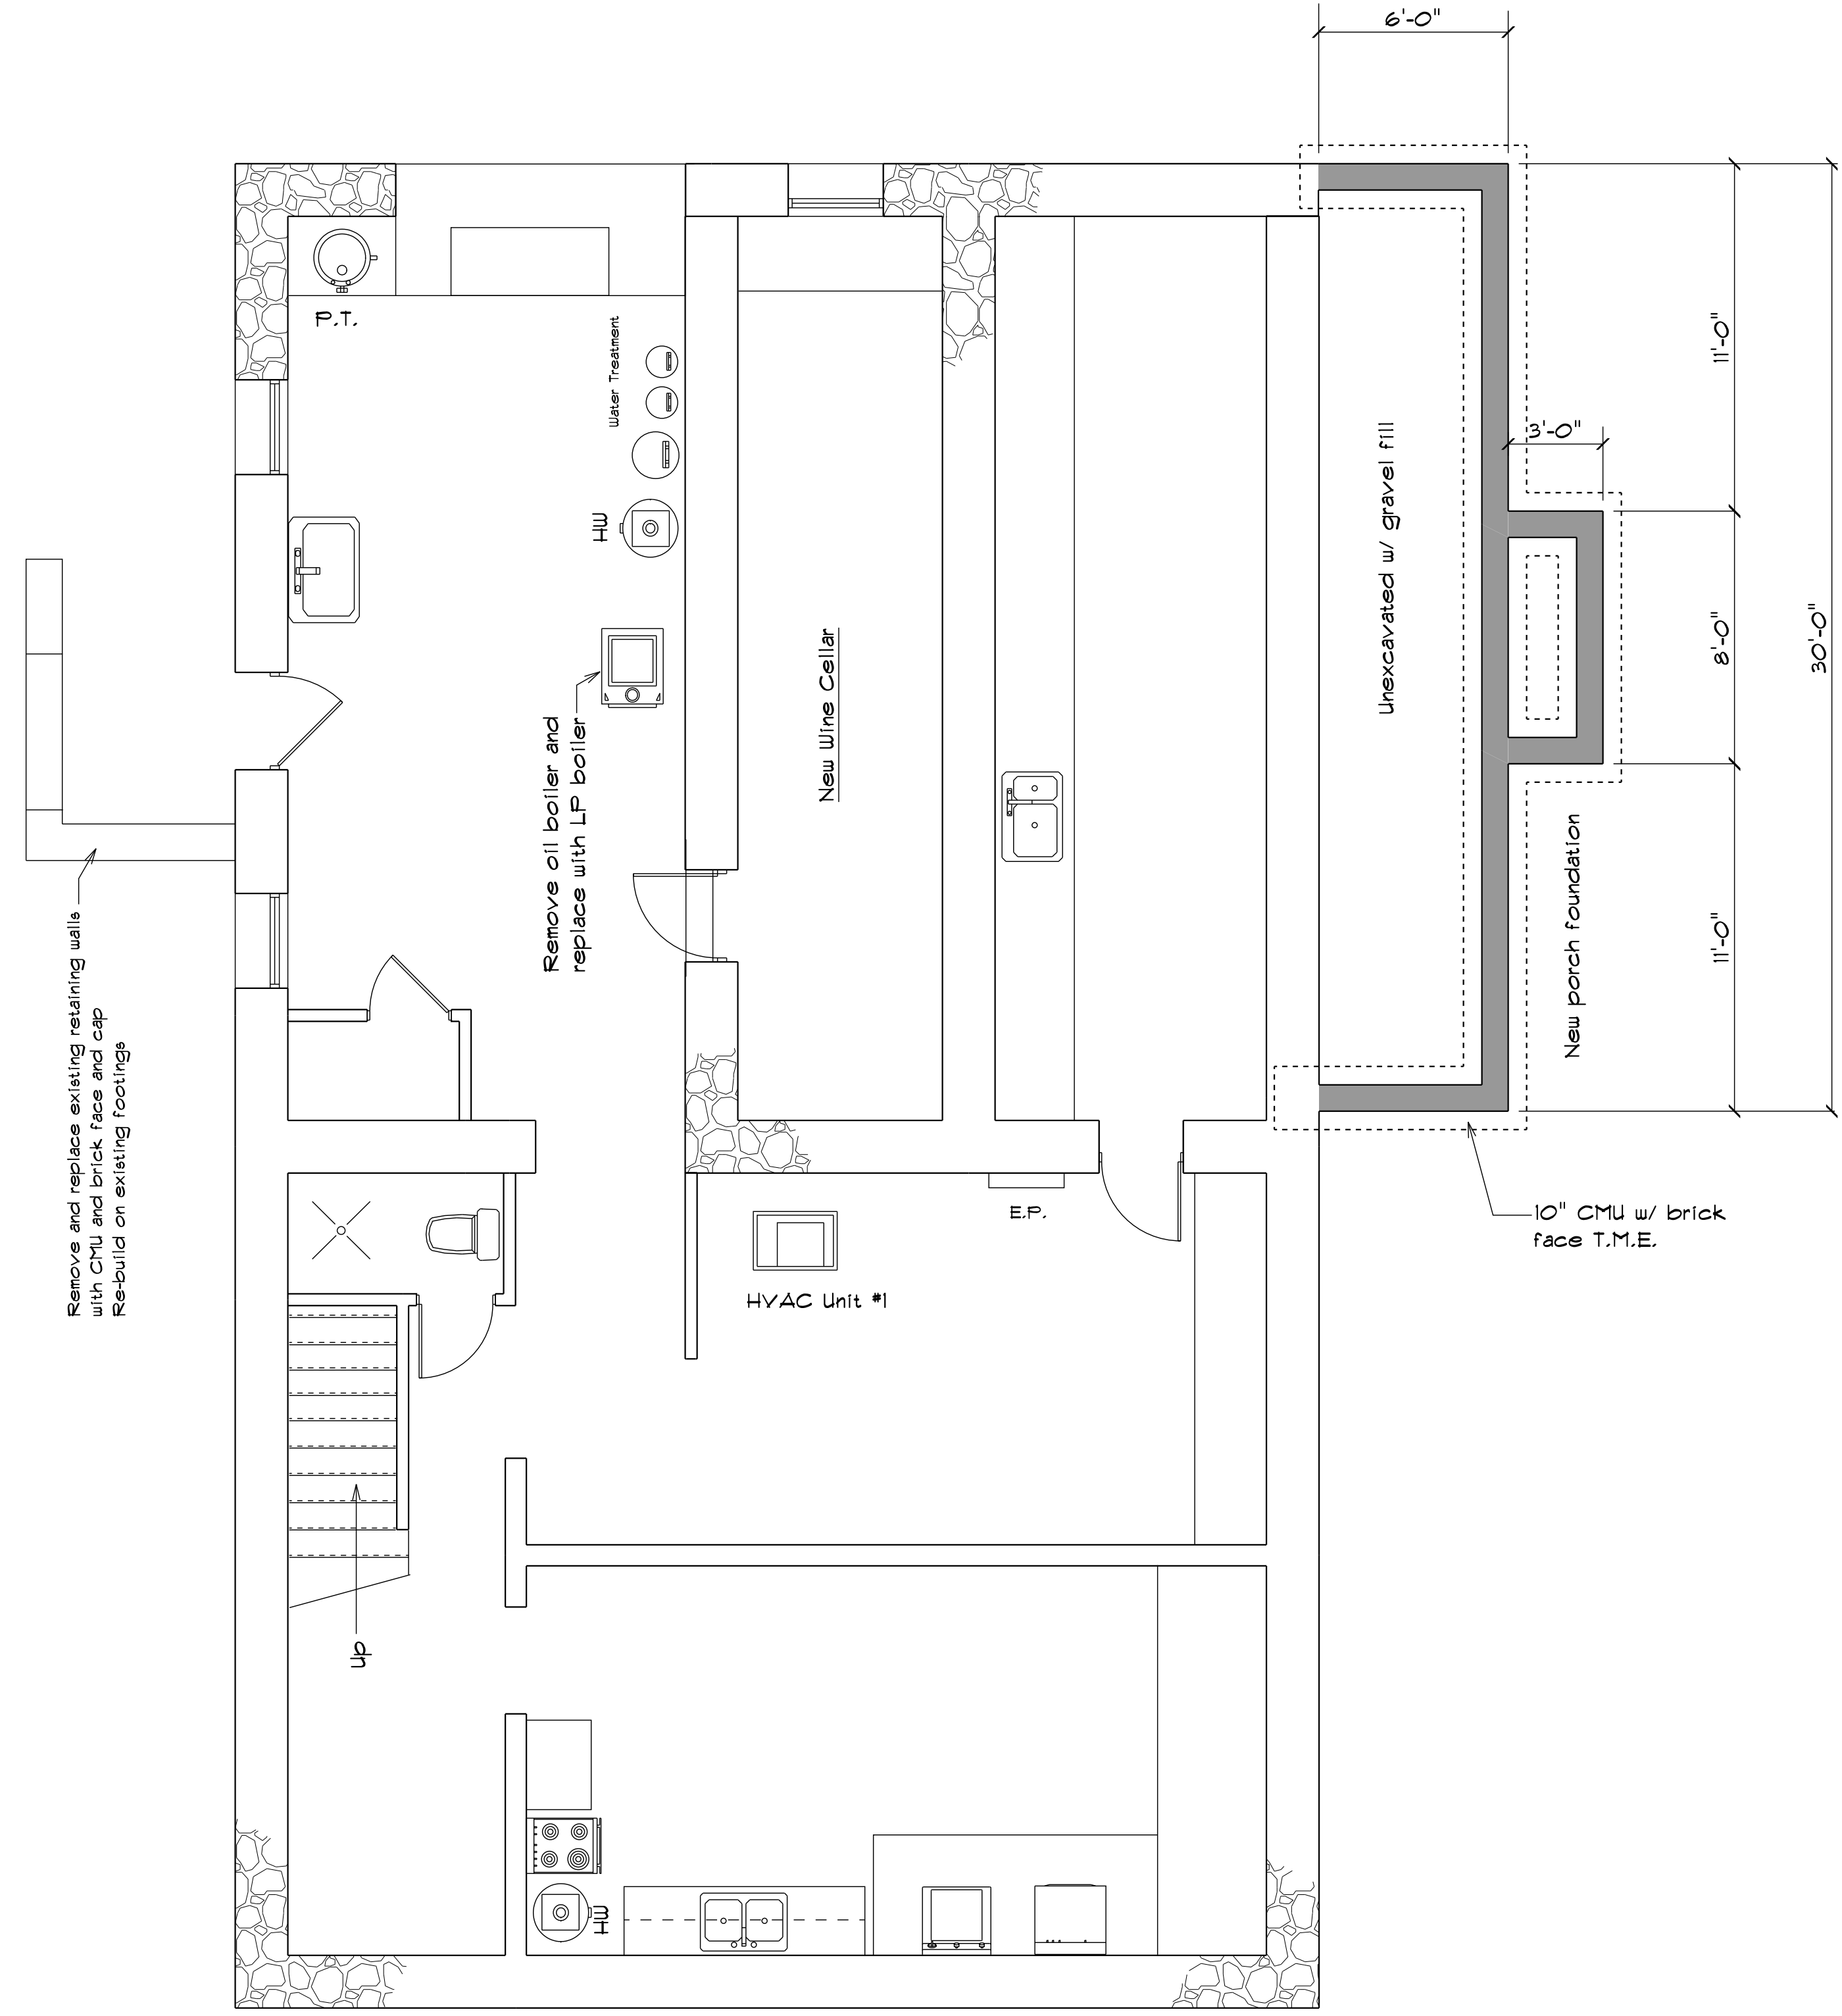 6'-0"
P.T.
Water Treatment
HW
11'-0"
3'-0"
Unexcavated w/ gravel fill
8'-0"
30'-0"
New Wine Cellar
Remove oil boiler and
replace with LP boiler
New porch foundation
11'-0"
Remove and replace existing retaining walls
with CMU and brick face and cap
Re-build on existing footings
E.P.
10" CMU w/ brick
face T.M.E.
HVAC Unit #1
up
HW